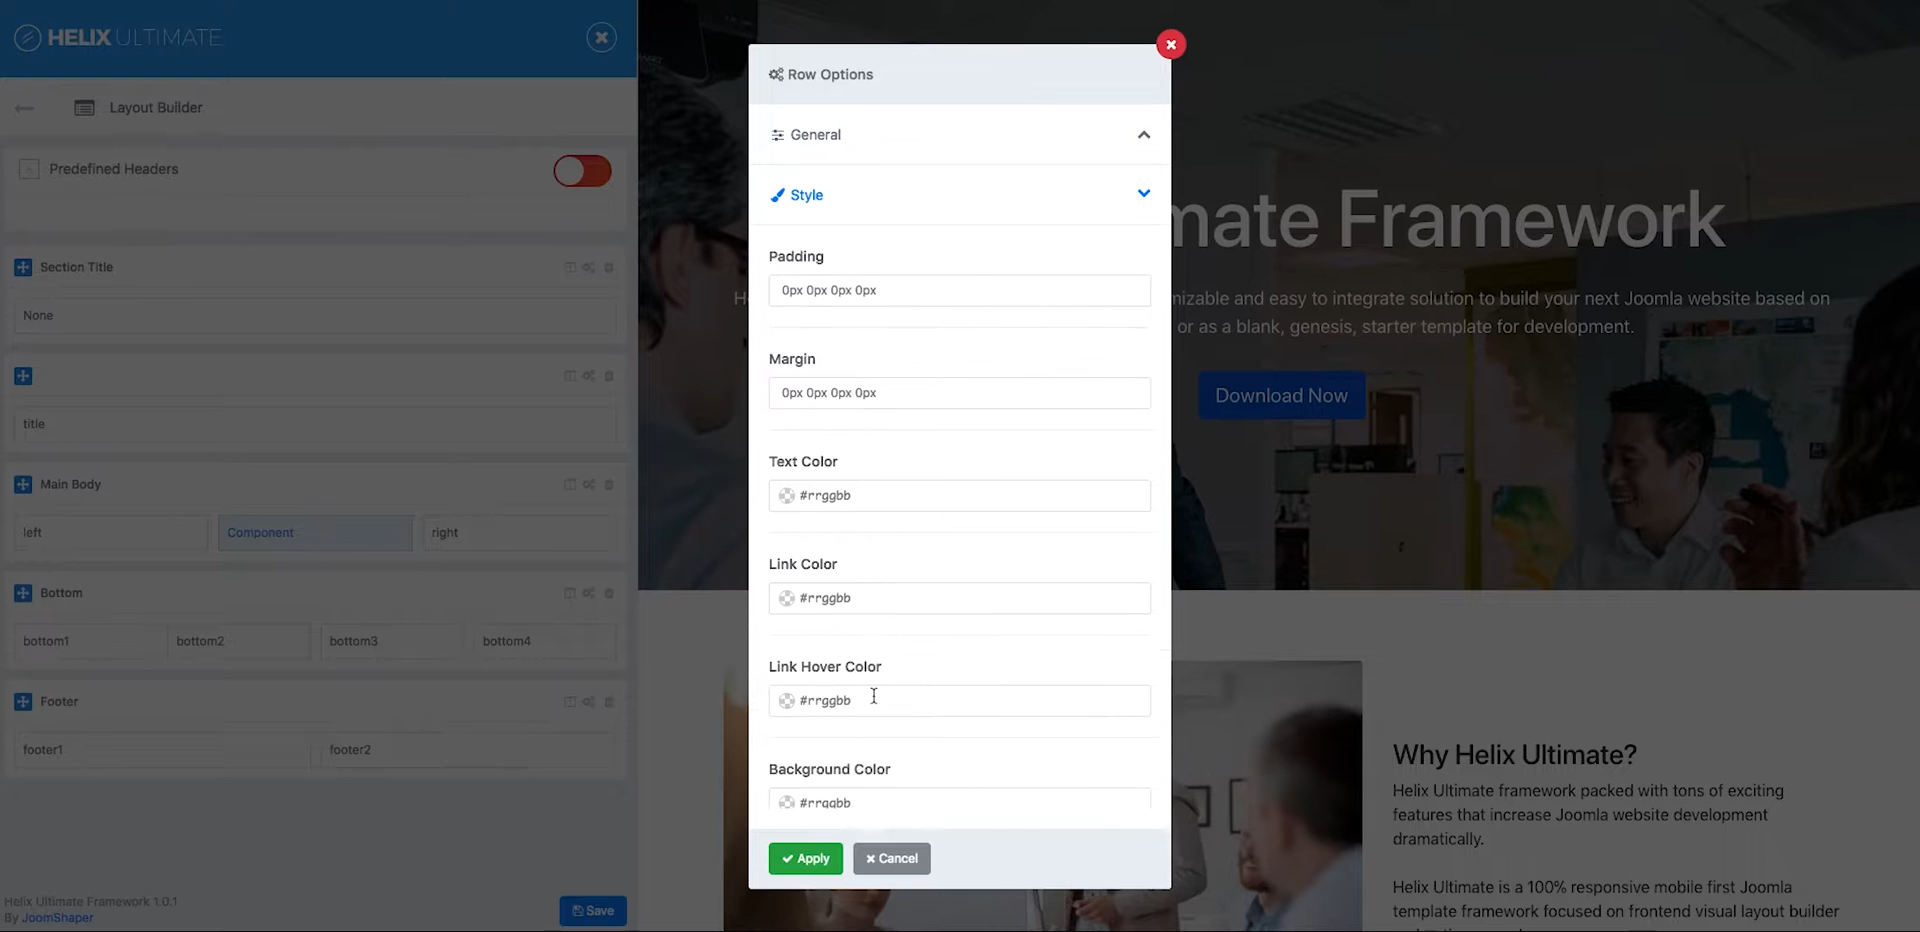 HELIX ULTIMATE
Layout Builder
Predefined Headers
Section Title
None
title
Main Body
left
Component
right
Bottom
bottom1
bottom2
bottom3
bottom4
Footer
footer1
footer2
Helix Ultimate Framework 1.0.1
By JoomShaper
Save
Row Options
General
Style
Padding
0px 0px 0px 0px
Margin
0px 0px 0px 0px
Text Color
#rrggbb
Link Color
#rrggbb
Link Hover Color
#rrggbb
Background Color
#rrggbb
Apply
Cancel
mate Framework
H
mizable and easy to integrate solution to build your next Joomla website based on
or as a blank, genesis, starter template for development.
Download Now
Why Helix Ultimate?
Helix Ultimate framework packed with tons of exciting
features that increase Joomla website development
dramatically.
Helix Ultimate is a 100% responsive mobile first Joomla
template framework focused on frontend visual layout builder